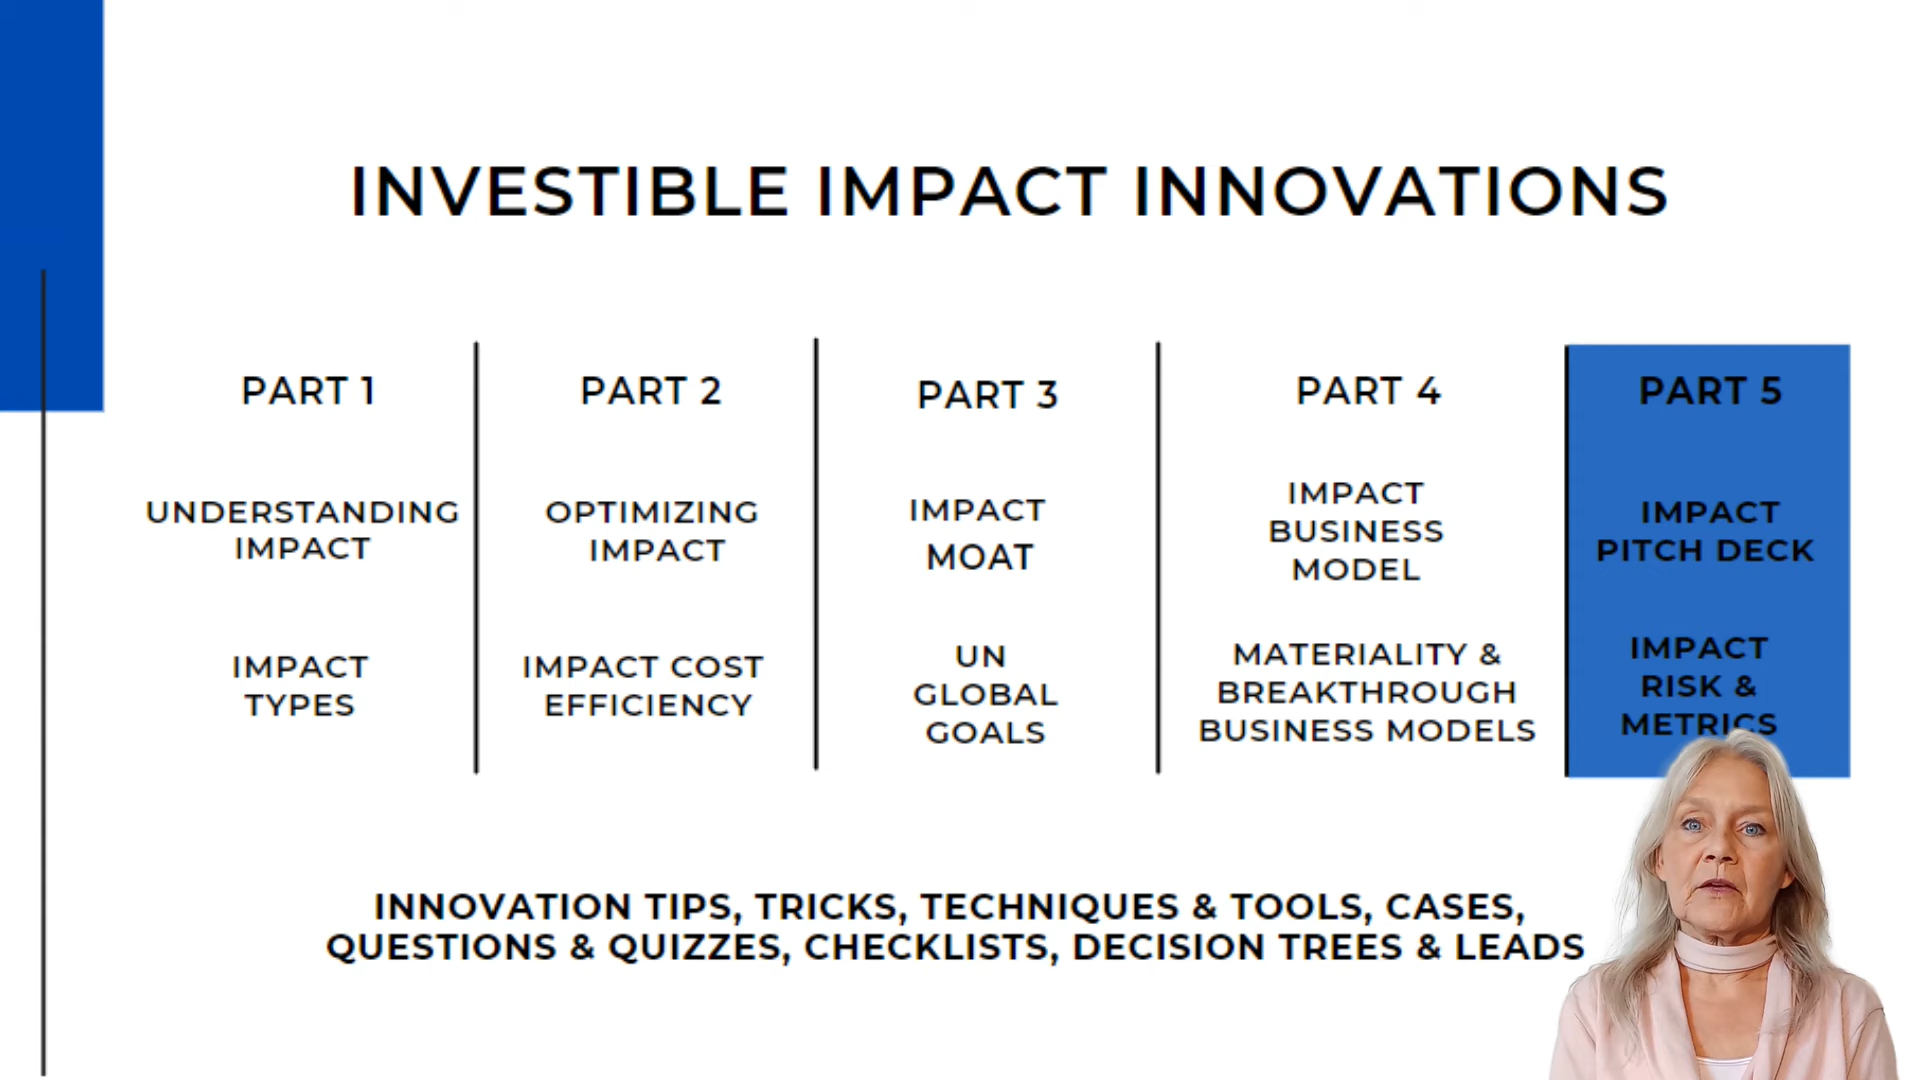 INVESTIBLE IMPACT INNOVATIONS
PART 1
UNDERSTANDING
IMPACT
IMPACT
TYPES
PART 2
OPTIMIZING
IMPACT
IMPACT COST
EFFICIENCY
PART 3
IMPACT
MOAT
UN
GLOBAL
GOALS
PART 4
IMPACT
BUSINESS
MODEL
MATERIALITY &
BREAKTHROUGH
BUSINESS MODELS
PART 5
IMPACT
PITCH DECK
IMPACT
RISK &
METRICS
INNOVATION TIPS, TRICKS, TECHNIQUES & TOOLS, CASES,
QUESTIONS & QUIZZES, CHECKLISTS, DECISION TREES & LEADS